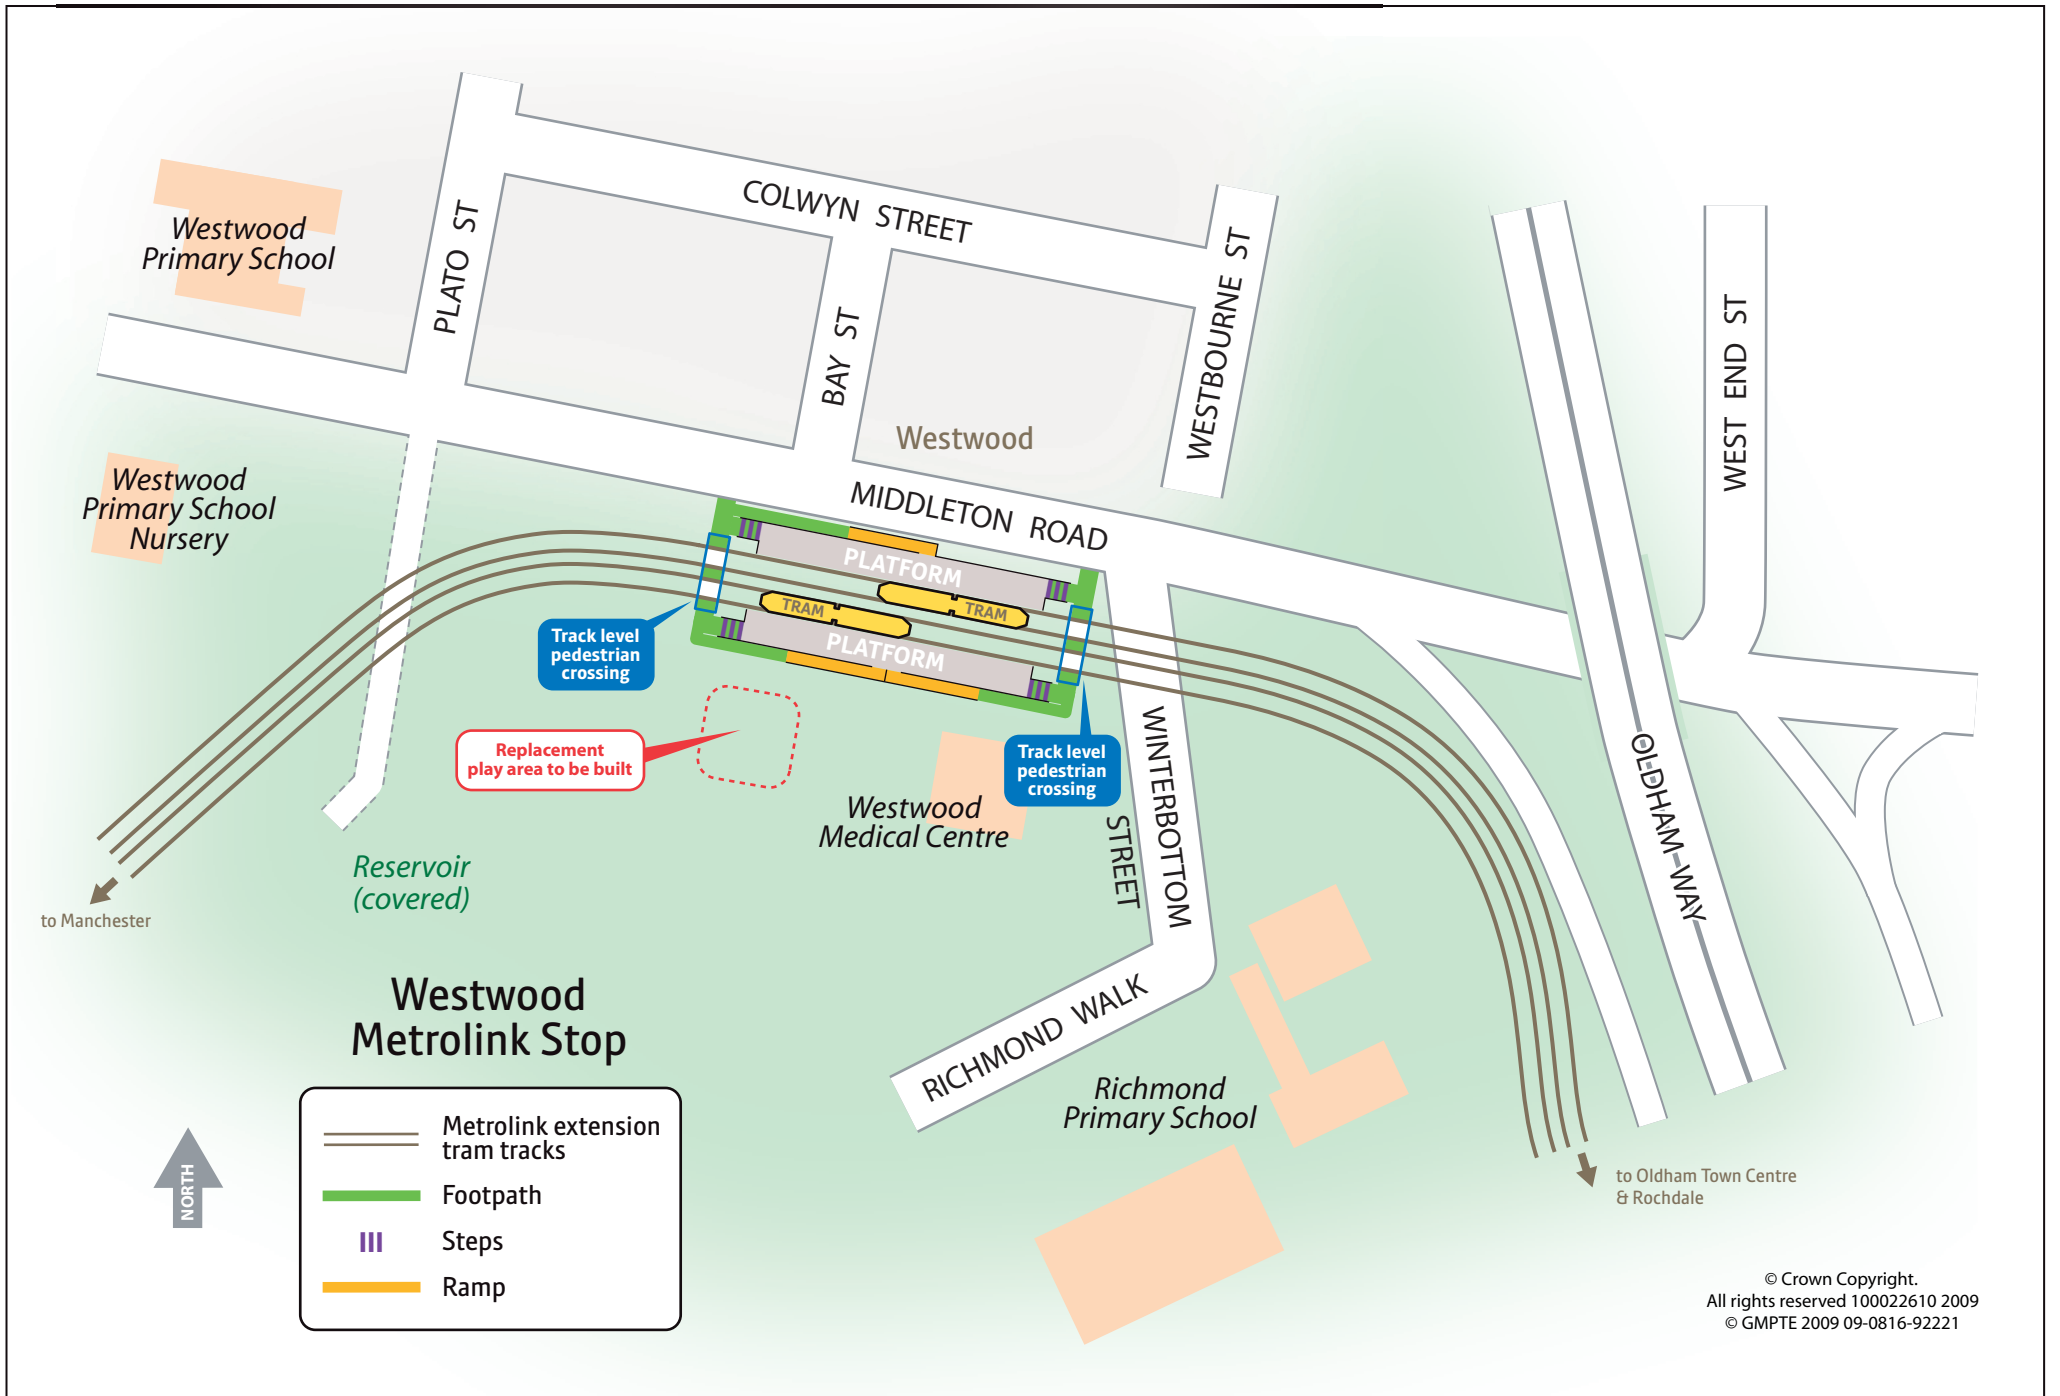 COLWYN STREET
PLATO ST
BAY ST
WESTBOURNE ST
WEST END ST
Westwood
Primary School
Westwood
MIDDLETON ROAD
Westwood
Primary School
Nursery
PLATFORM
TRAM
TRAM
PLATFORM
Track level
pedestrian
crossing
Replacement
play area to be built
Track level
pedestrian
crossing
Westwood
Medical Centre
WINTERBOTTOM
STREET
OLDHAM WAY
Reservoir
(covered)
to Manchester
RICHMOND WALK
Richmond
Primary School
to Oldham Town Centre
& Rochdale
Westwood
Metrolink Stop
NORTH
Metrolink extension
tram tracks
Footpath
Steps
Ramp
© Crown Copyright.
All rights reserved 100022610 2009
© GMPTE 2009 09-0816-92221